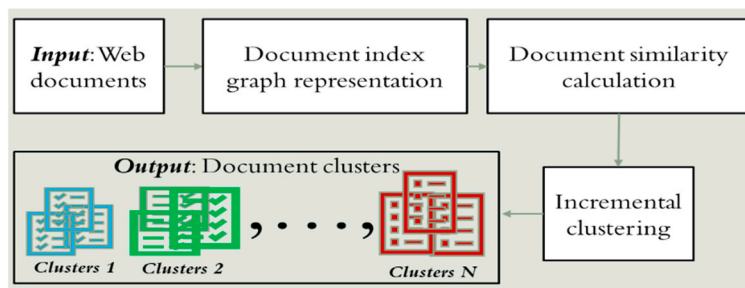 Input: Web
documents
Document index
graph representation
Document similarity
calculation
Incremental
clustering
Output: Document clusters
, . . . ,
Clusters 1
Clusters 2
Clusters N